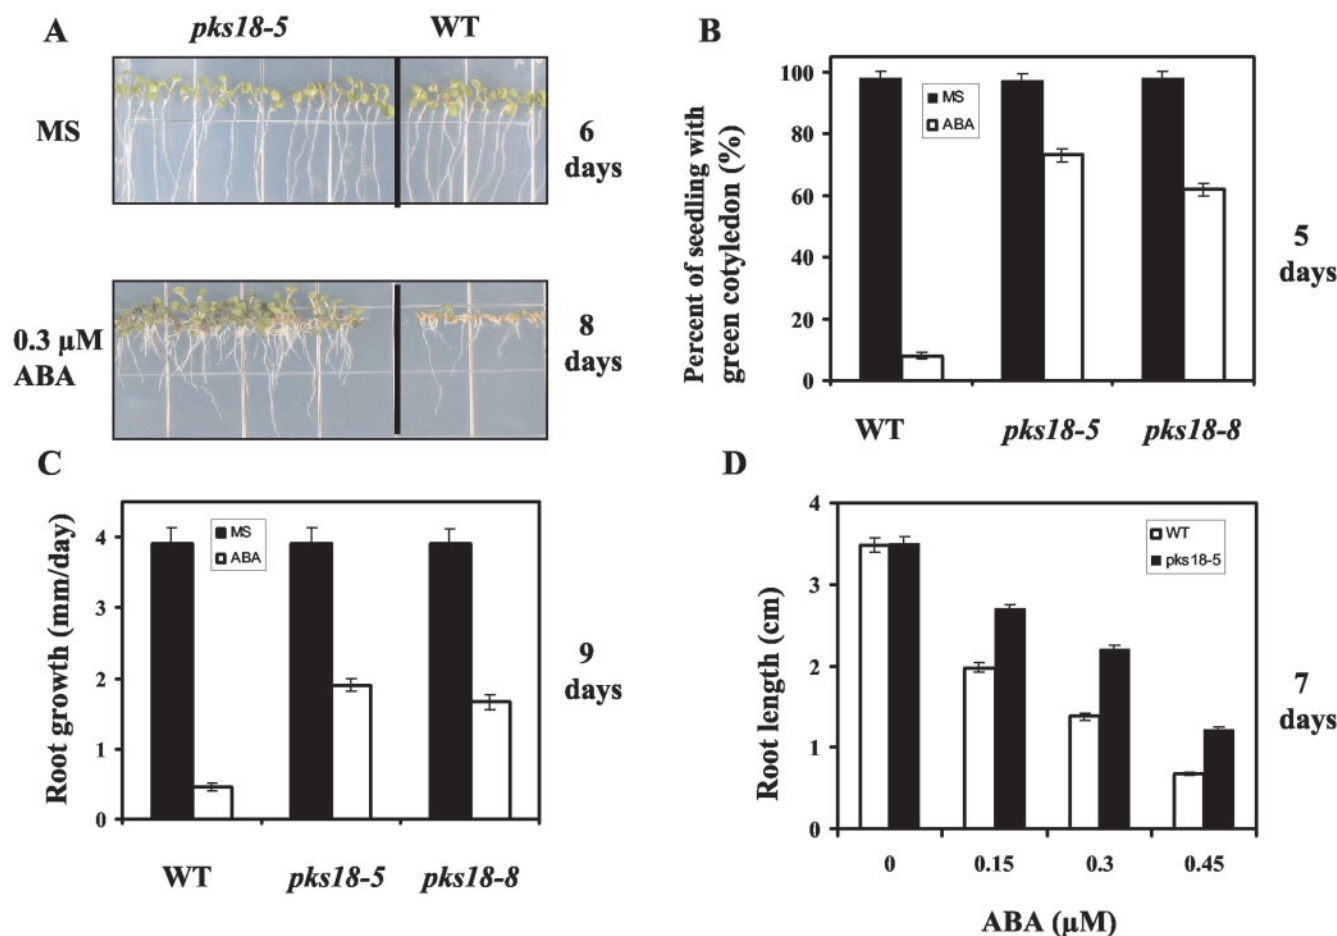 A
pks18-5
WT
MS
6
days
0.3 µM
ABA
8
days
B
Percent of seedling with
green cotyledon (%)
100
80
60
40
20
0
MS
ABA
WT
pks18-5
pks18-8
5
days
C
Root growth (mm/day)
4
3
2
1
0
MS
ABA
WT
pks18-5
pks18-8
9
days
D
Root length (cm)
4
3
2
1
0
WT
pks18-5
0
0.15
0.3
0.45
ABA (µM)
7
days